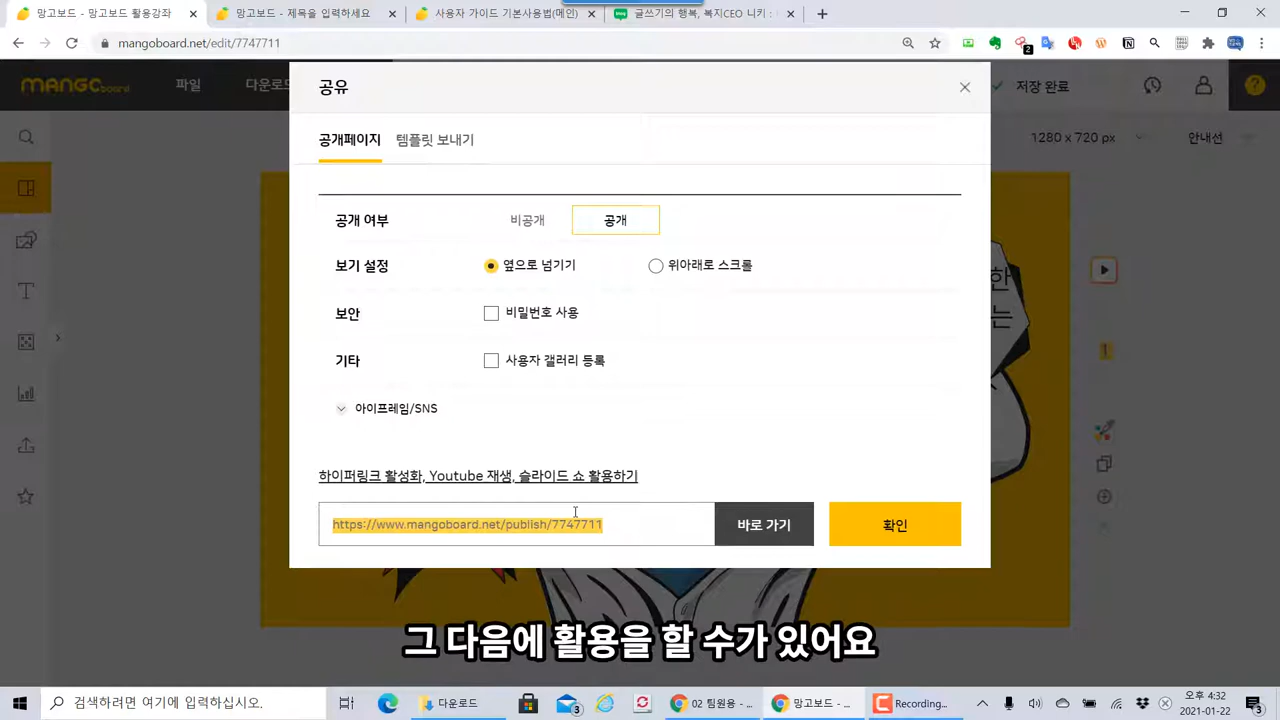 망고보드 - 망고보드 활용강좌
망고보드 - 제목을 입력하
사용자 가이드 기본사용법(메인)
글쓰기의 행복, 복지CEO
mangoboard.net/edit/7747711
2
MANGOboard
파일
다운로드
저장 완료
?
공유
공개페이지
템플릿 보내기
1280 x 720 px
안내선
공개 여부
비공개
공개
보기 설정
옆으로 넘기기
위아래로 스크롤
한
는
보안
비밀번호 사용
1
기타
사용자 갤러리 등록
아이프레임/SNS
하이퍼링크 활성화, Youtube 재생, 슬라이드 쇼 활용하기
https://www.mangoboard.net/publish/7747711
바로 가기
확인
그 다음에 활용을 할 수가 있어요
검색하려면 여기에 입력하십시오.
다운로드
3
02 팀원용 - ...
망고보드 - 망...
Recording...
오후 4:32
2021-01-22
3